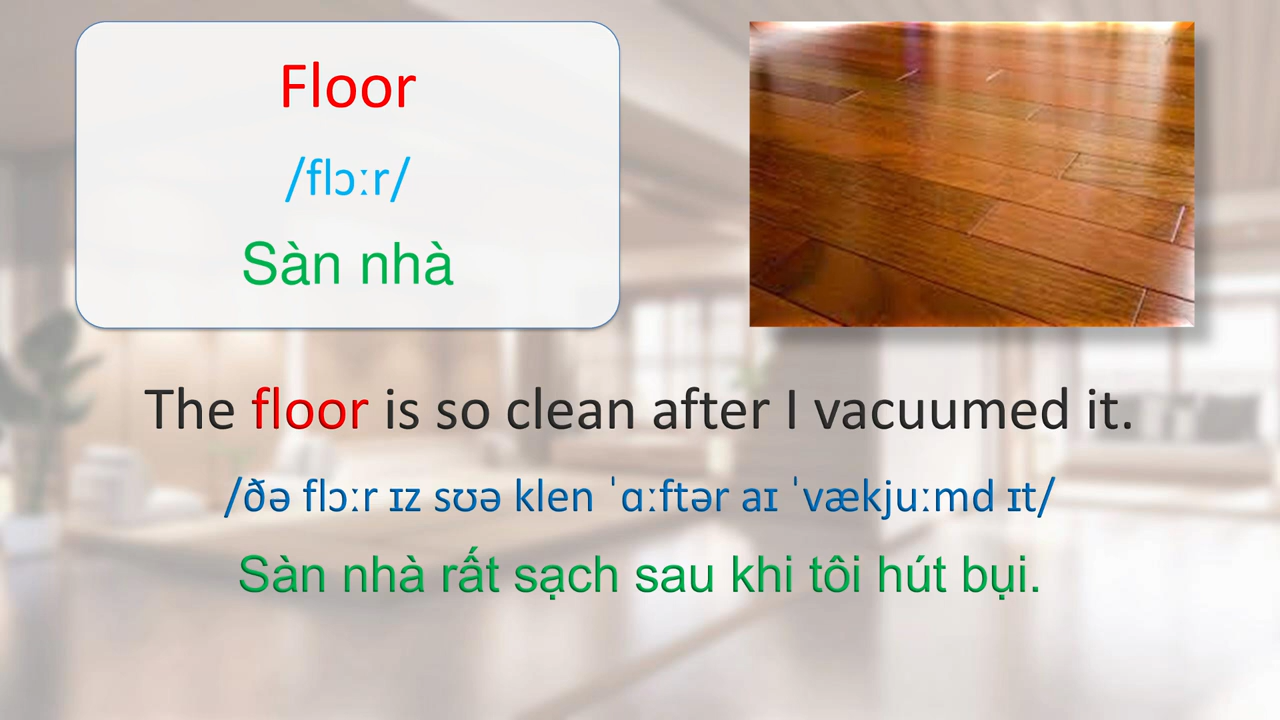 Floor
/flɔːr/
Sàn nhà
The floor is so clean after I vacuumed it.
/ðə flɔːr ɪz sʊə klen ˈɑːftər aɪ ˈvækjuːmd ɪt/
Sàn nhà rất sạch sau khi tôi hút bụi.